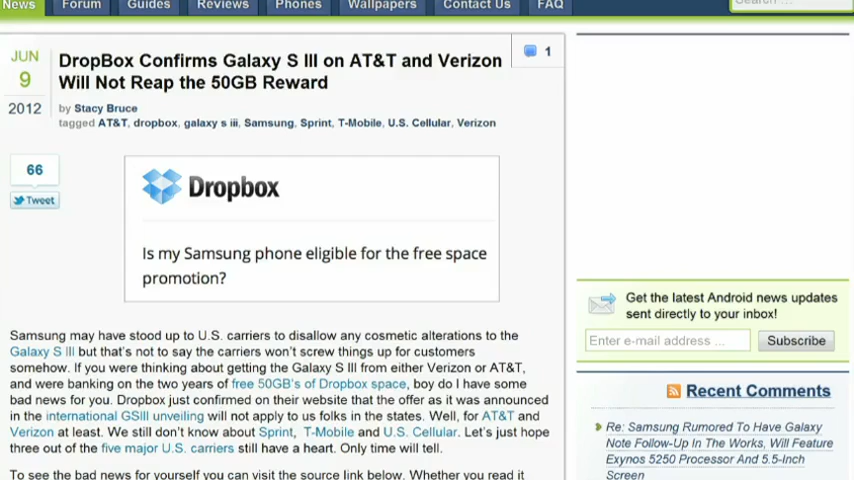 News Forum Guides Reviews Phones Wallpapers Contact Us FAQ
Search ...
JUN
9
2012
DropBox Confirms Galaxy S III on AT&T and Verizon
Will Not Reap the 50GB Reward
1
by Stacy Bruce
tagged AT&T, dropbox, galaxy s iii, Samsung, Sprint, T-Mobile, U.S. Cellular, Verizon
66
Tweet
Dropbox
Is my Samsung phone eligible for the free space
promotion?
Samsung may have stood up to U.S. carriers to disallow any cosmetic alterations to the
Galaxy S III but that's not to say the carriers won't screw things up for customers
somehow. If you were thinking about getting the Galaxy S III from either Verizon or AT&T,
and were banking on the two years of free 50GB's of Dropbox space, boy do I have some
bad news for you. Dropbox just confirmed on their website that the offer as it was announced
in the international GSIII unveiling will not apply to us folks in the states. Well, for AT&T and
Verizon at least. We still don't know about Sprint, T-Mobile and U.S. Cellular. Let's just hope
three out of the five major U.S. carriers still have a heart. Only time will tell.
To see the bad news for yourself you can visit the source link below. Whether you read it
Get the latest Android news updates
sent directly to your inbox!
Enter e-mail address ... Subscribe
Recent Comments
Re: Samsung Rumored To Have Galaxy
Note Follow-Up In The Works, Will Feature
Exynos 5250 Processor And 5.5-Inch
Screen